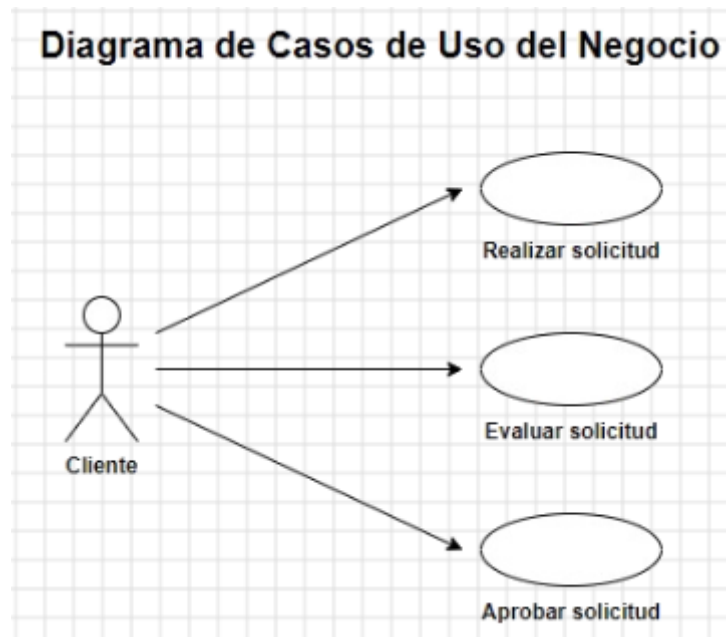 Diagrama de Casos de Uso del Negocio
Realizar solicitud
Evaluar solicitud
Cliente
Aprobar solicitud